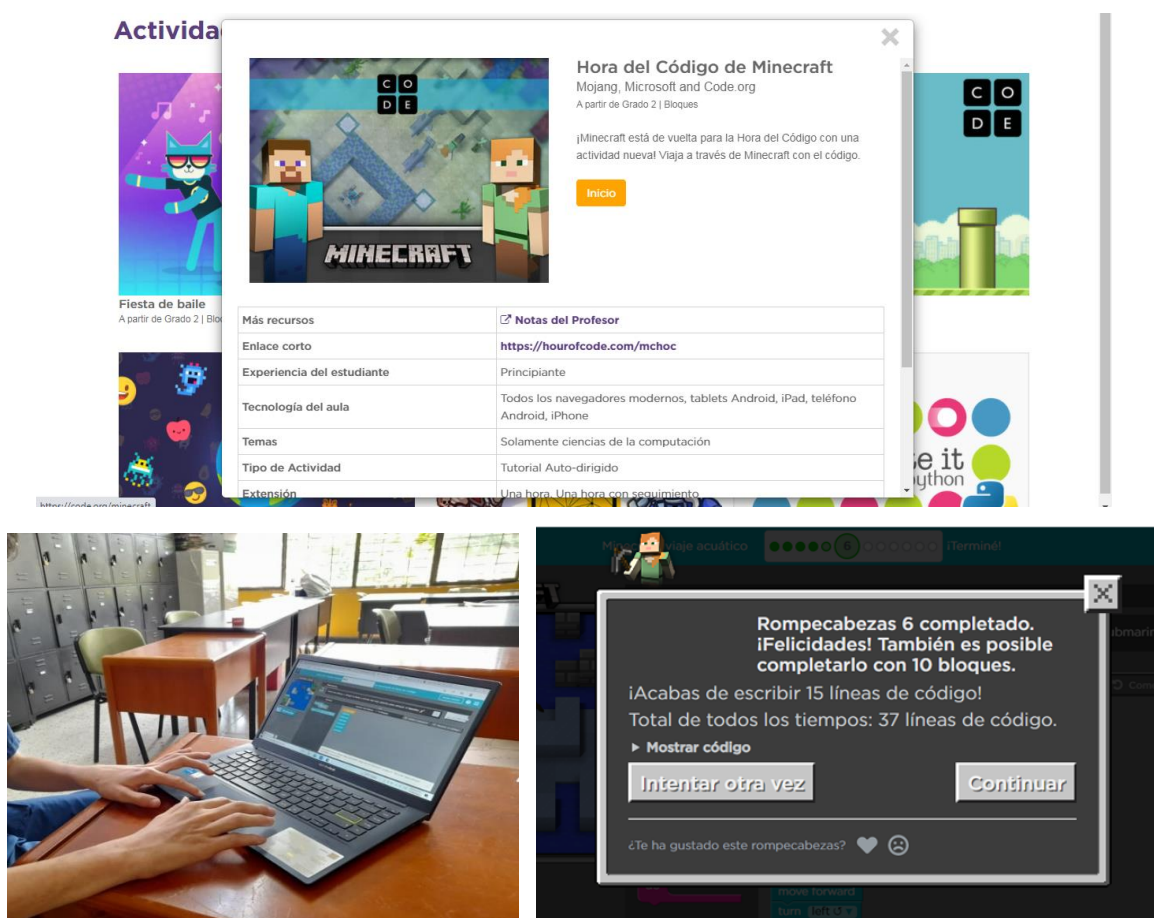 Activida
Hora del Código de Minecraft
Mojang, Microsoft and Code.org
A partir de Grado 2 | Bloques
¡Minecraft está de vuelta para la Hora del Código con una
actividad nueva! Viaja a través de Minecraft con el código.
Inicio
C O
D E
MINECRAFT
C O
D E
Fiesta de baile
A partir de Grado 2 | Blo
Más recursos
Notas del Profesor
Enlace corto
https://hourofcode.com/mchoc
Experiencia del estudiante
Principiante
Tecnología del aula
Todos los navegadores modernos, tablets Android, iPad, teléfono
Android, iPhone
Temas
Solamente ciencias de la computación
Tipo de Actividad
Tutorial Auto-dirigido
Extensión
Una hora, Una hora con seguimiento
e it
ython
https://code.org/minecraft
viaje acuático
6
¡Terminé!
Rompecabezas 6 completado.
¡Felicidades! También es posible
completarlo con 10 bloques.
¡Acabas de escribir 15 líneas de código!
Total de todos los tiempos: 37 líneas de código.
Mostrar código
Intentar otra vez
Continuar
¿Te ha gustado este rompecabezas?
move forward
turn left